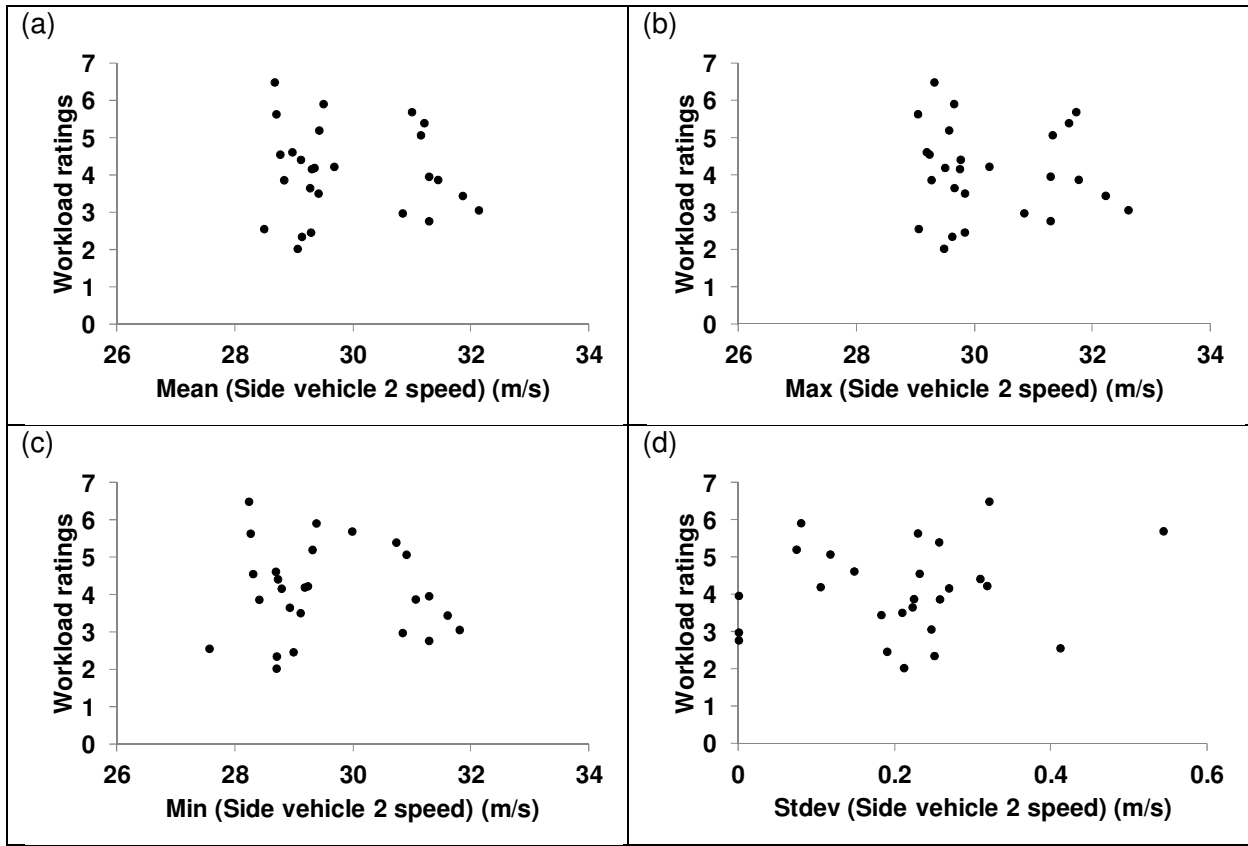 (a)
7
6
5
4
3
2
1
0
Workload ratings
26 28 30 32 34
Mean (Side vehicle 2 speed) (m/s)
(b)
7
6
5
4
3
2
1
0
Workload ratings
26 28 30 32 34
Max (Side vehicle 2 speed) (m/s)
(c)
7
6
5
4
3
2
1
0
Workload ratings
26 28 30 32 34
Min (Side vehicle 2 speed) (m/s)
(d)
7
6
5
4
3
2
1
0
Workload ratings
0 0.2 0.4 0.6
Stdev (Side vehicle 2 speed) (m/s)